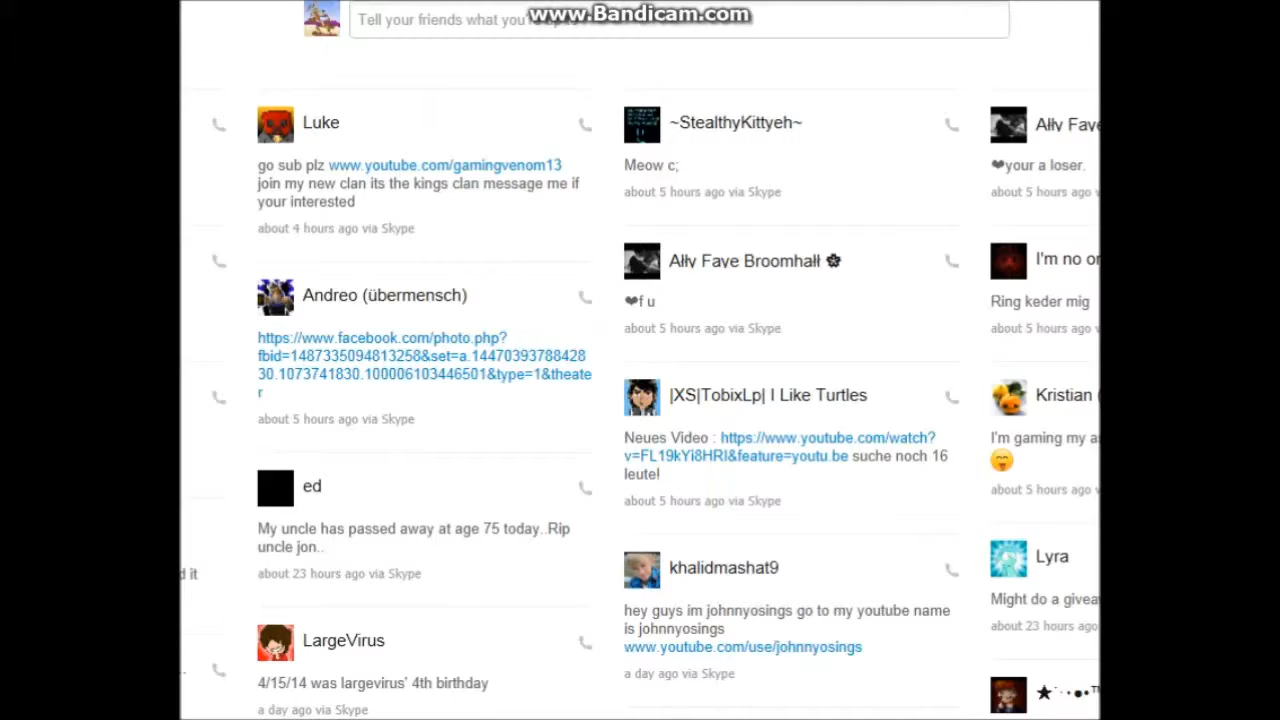 www.Bandicam.com
Tell your friends what you're
Luke
go sub plz www.youtube.com/gamingvenom13
join my new clan its the kings clan message me if
your interested
about 4 hours ago via Skype
Andreo (übermensch)
https://www.facebook.com/photo.php?
fbid=1487335094813258&set=a.14470393788428
30.1073741830.100006103446501&type=1&theate
r
about 5 hours ago via Skype
ed
My uncle has passed away at age 75 today..Rip
uncle jon..
about 23 hours ago via Skype
d it
LargeVirus
4/15/14 was largevirus' 4th birthday
a day ago via Skype
..
~StealthyKittyeh~
Meow c;
about 5 hours ago via Skype
Ałły Faye Broomhałł ✿
❤f u
about 5 hours ago via Skype
|XS|TobixLp| I Like Turtles
Neues Video : https://www.youtube.com/watch?
v=FL19kYi8HRI&feature=youtu.be suche noch 16
leute!
about 5 hours ago via Skype
khalidmashat9
hey guys im johnnyosings go to my youtube name
is johnnyosings
www.youtube.com/use/johnnyosings
a day ago via Skype
Ałły Faye
❤your a loser.
about 5 hours ago v
I'm no or
Ring keder mig
about 5 hours ago v
Kristian (
I'm gaming my a
about 5 hours ago v
Lyra
Might do a givea
about 23 hours ago